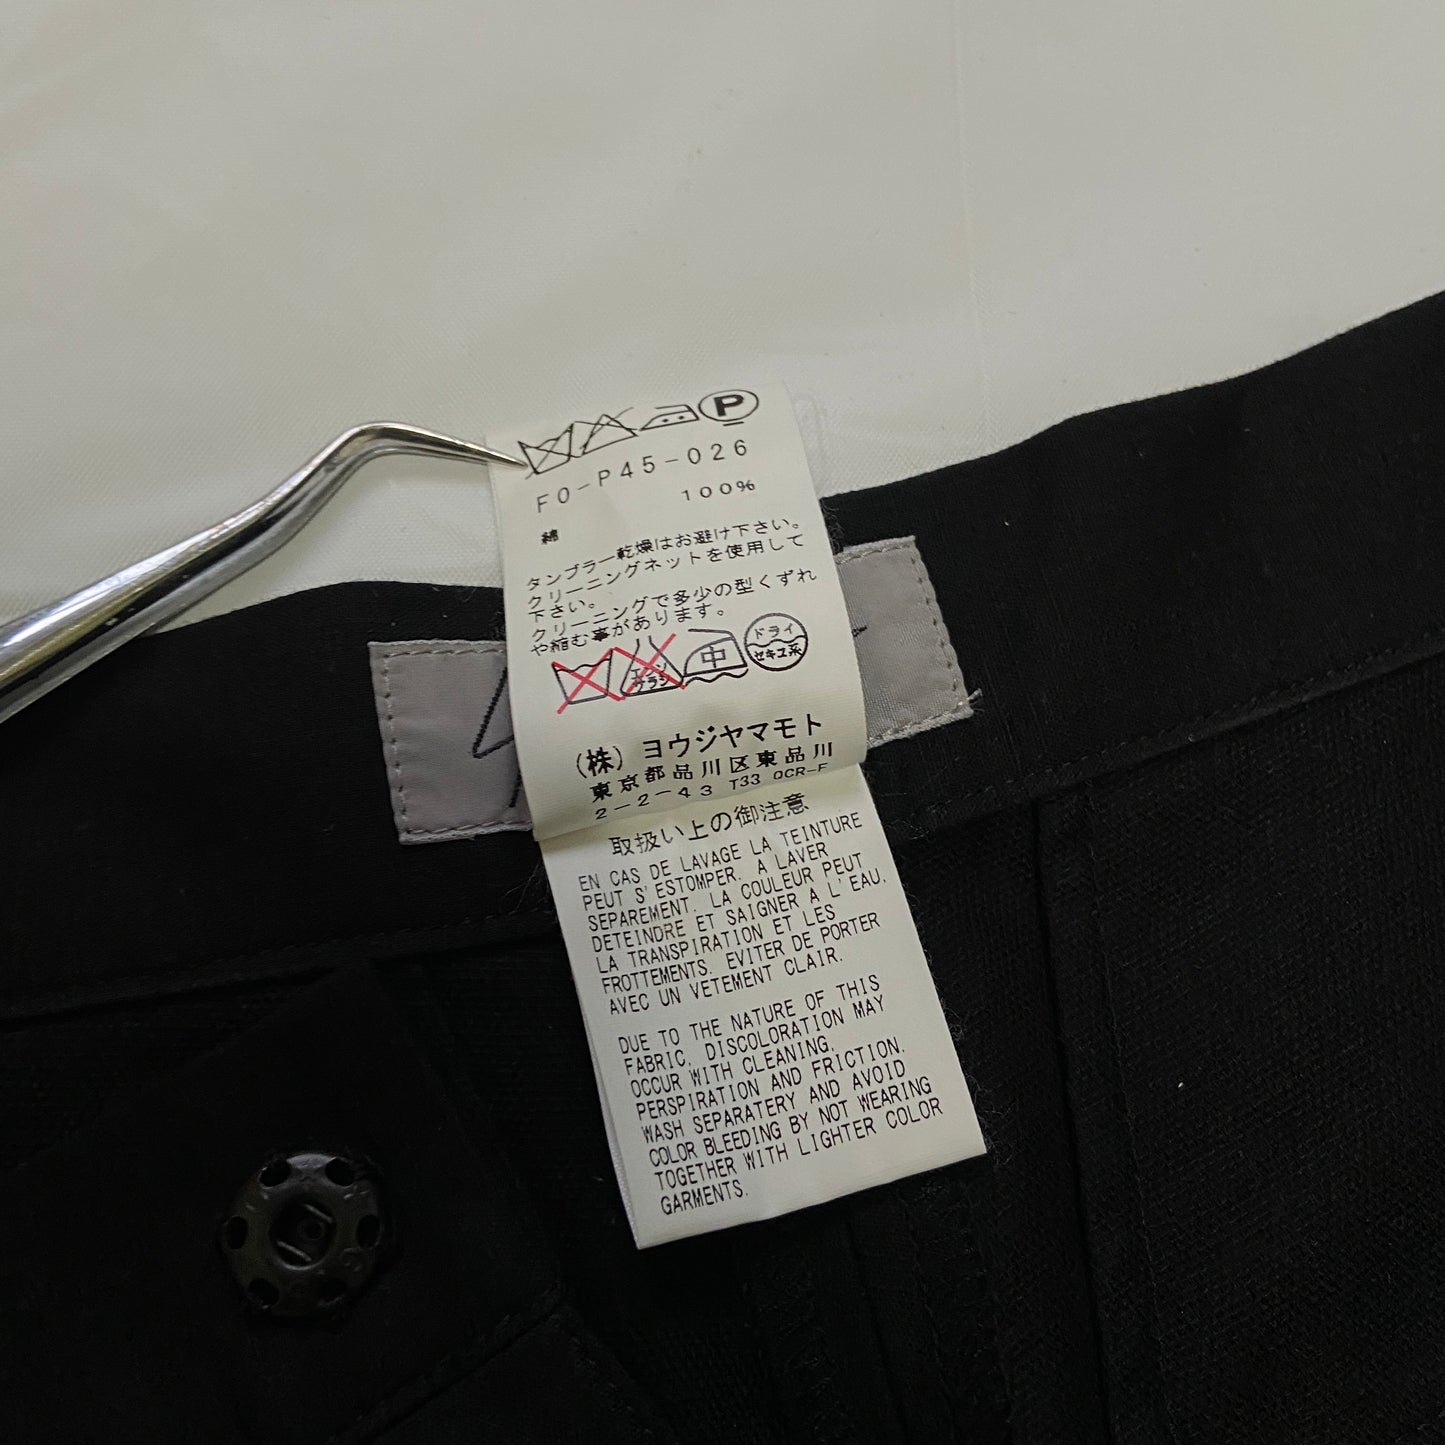 P
FO-P45-026
100%
綿
タンブラー乾燥はお避け下さい。
クリーニングネットを使用して
下さい。
クリーニングで多少の型くずれ
や縮む事があります。
エンソ
サラシ
中
ドライ
セキユ系
(株) ヨウジヤマモト
東京都品川区東品川
2-2-43 T33 OCR-F
取扱い上の御注意
EN CAS DE LAVAGE LA TEINTURE
PEUT S'ESTOMPER. A LAVER
SEPAREMENT. LA COULEUR PEUT
DETEINDRE ET SAIGNER A L'EAU.
LA TRANSPIRATION ET LES
FROTTEMENTS. EVITER DE PORTER
AVEC UN VETEMENT CLAIR.
DUE TO THE NATURE OF THIS
FABRIC, DISCOLORATION MAY
OCCUR WITH CLEANING,
PERSPIRATION AND FRICTION.
WASH SEPARATERY AND AVOID
COLOR BLEEDING BY NOT WEARING
TOGETHER WITH LIGHTER COLOR
GARMENTS.